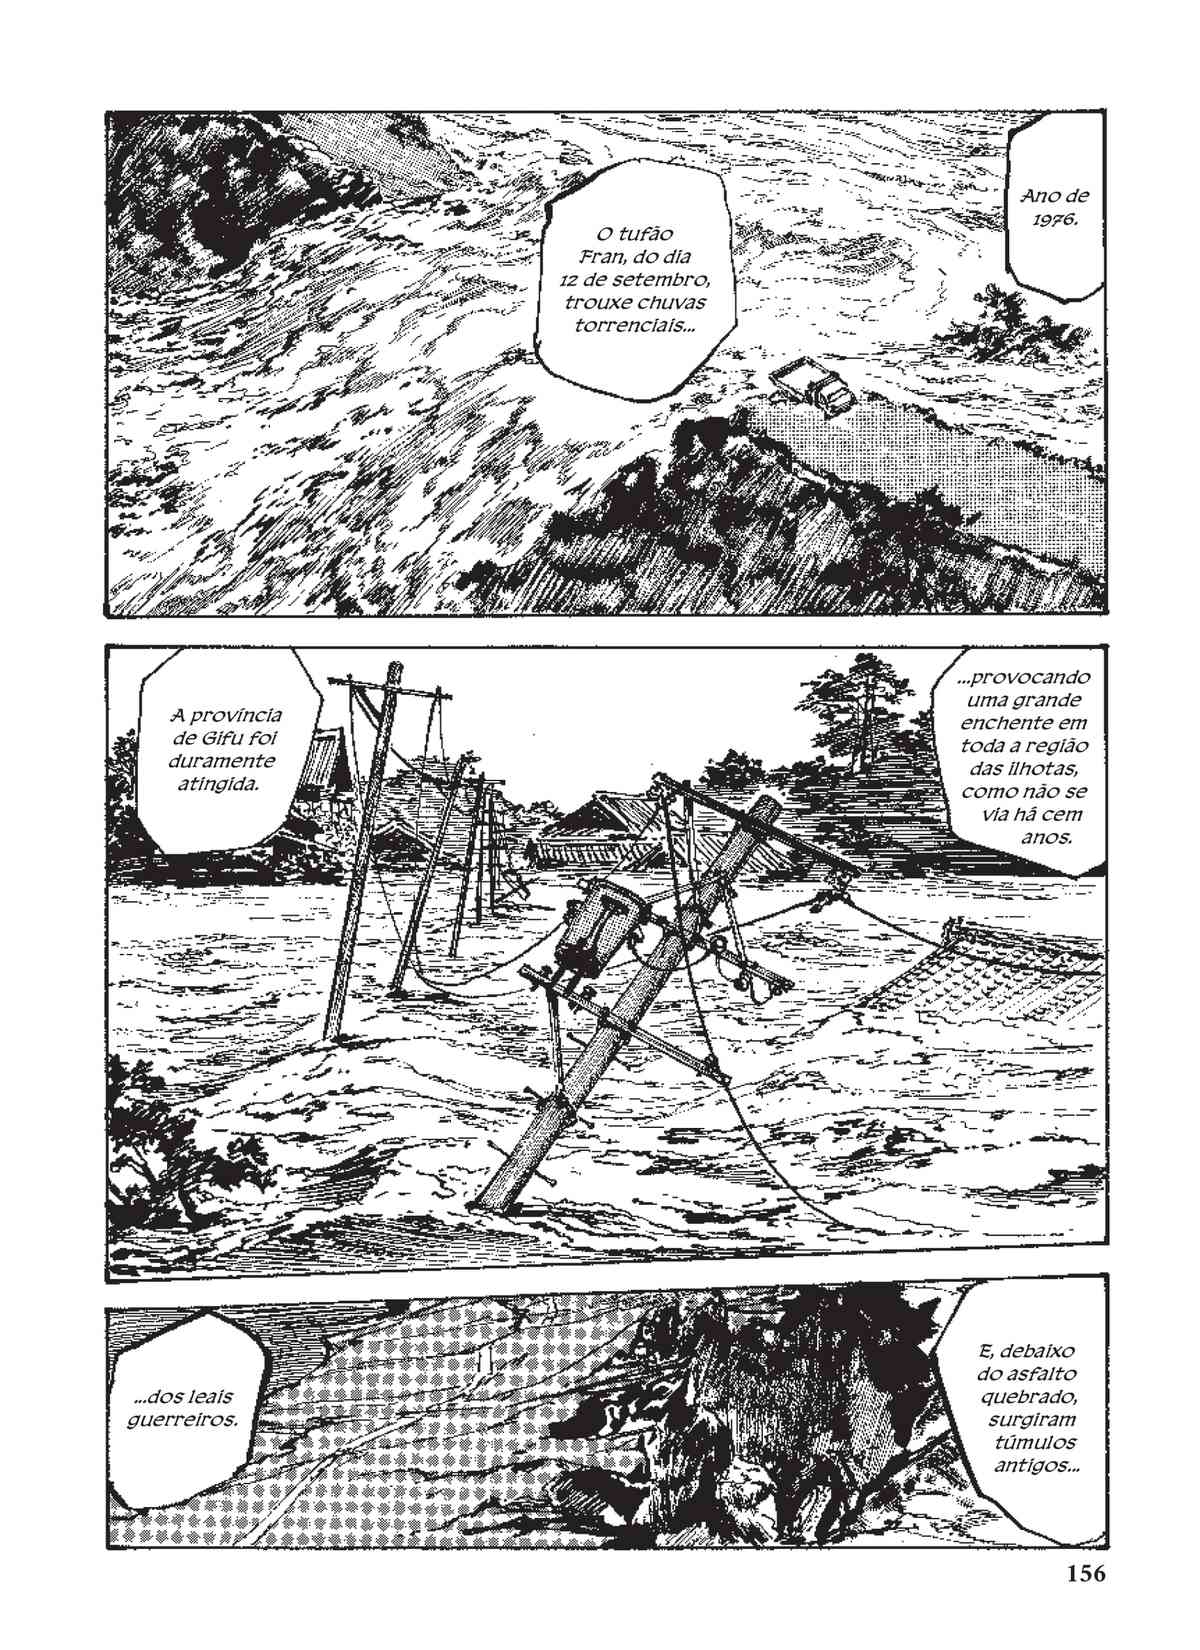 Ano de
1976.
O tufão
Fran, do dia
12 de setembro,
trouxe chuvas
torrenciais...
...provocando
uma grande
enchente em
toda a região
das ilhotas,
como não se
via há cem
anos.
A província
de Gifu foi
duramente
atingida.
E, debaixo
do asfalto
quebrado,
surgiram
túmulos
antigos...
...dos leais
guerreiros.
156